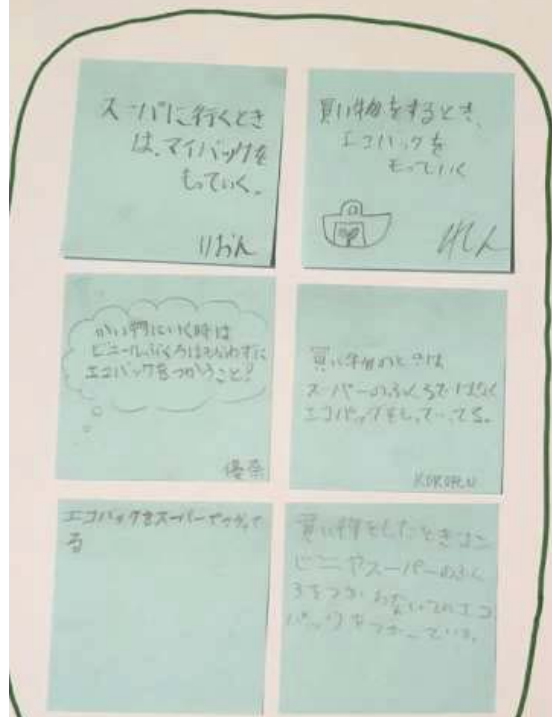 スーパに行くとき
は、マイバックを
もっていく。
りおん
買い物をするとき、
エコバックを
もっていく
れん
かい物にいく時は
ビニールぶくろはもらわずに
エコバックをつかうこと!
優奈
買い物のときは
スーパーのふくろではなく
エコバッグをもっていってる。
エコバックをスーパーでつかって
る
買い物をしたときはコン
ビニやスーパーのふく
ろをつかわないでエコ
バッグをつかっている。